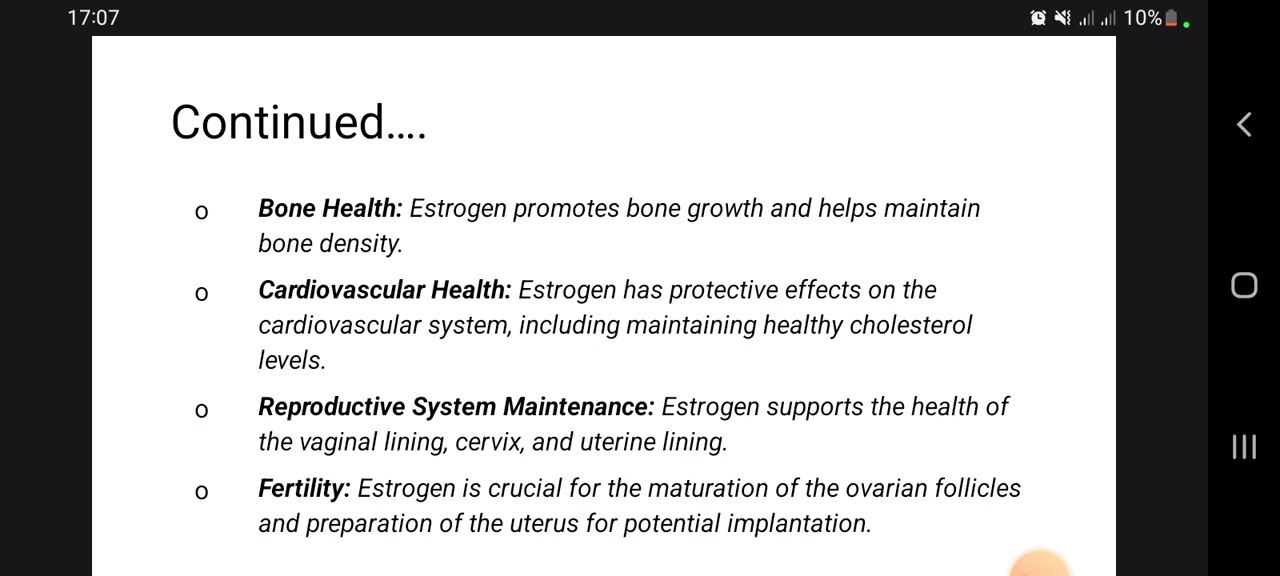 17:07
10%
Continued....
o Bone Health: Estrogen promotes bone growth and helps maintain
bone density.
o Cardiovascular Health: Estrogen has protective effects on the
cardiovascular system, including maintaining healthy cholesterol
levels.
o Reproductive System Maintenance: Estrogen supports the health of
the vaginal lining, cervix, and uterine lining.
o Fertility: Estrogen is crucial for the maturation of the ovarian follicles
and preparation of the uterus for potential implantation.